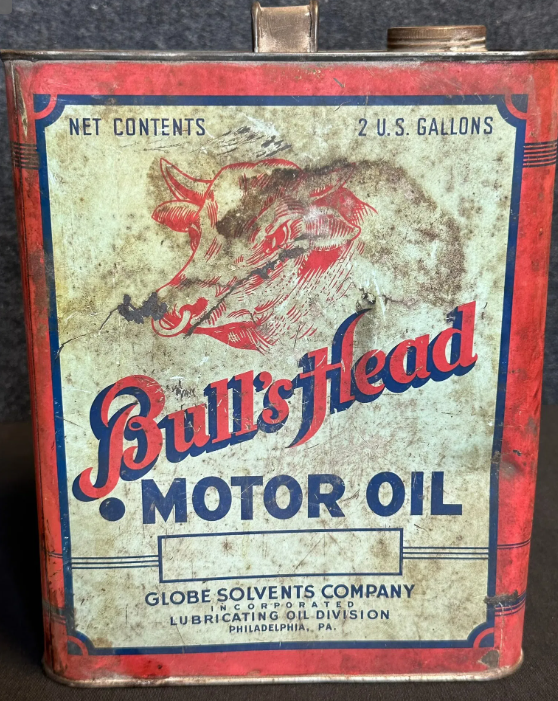 NET CONTENTS 2 U.S. GALLONS
Bull's Head
MOTOR OIL
GLOBE SOLVENTS COMPANY
INCORPORATED
LUBRICATING OIL DIVISION
PHILADELPHIA, PA.